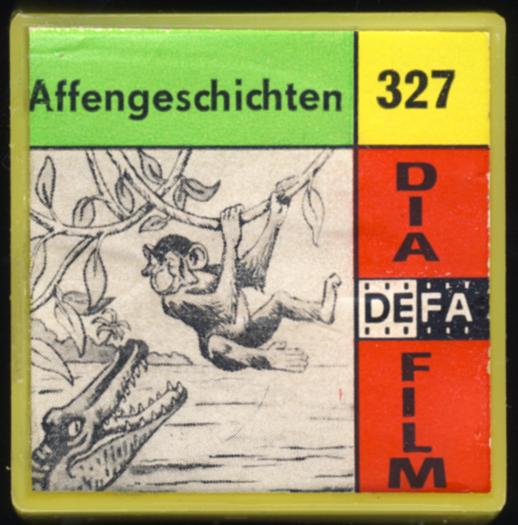 Affengeschichten
327
DIA
DEFA
FILM